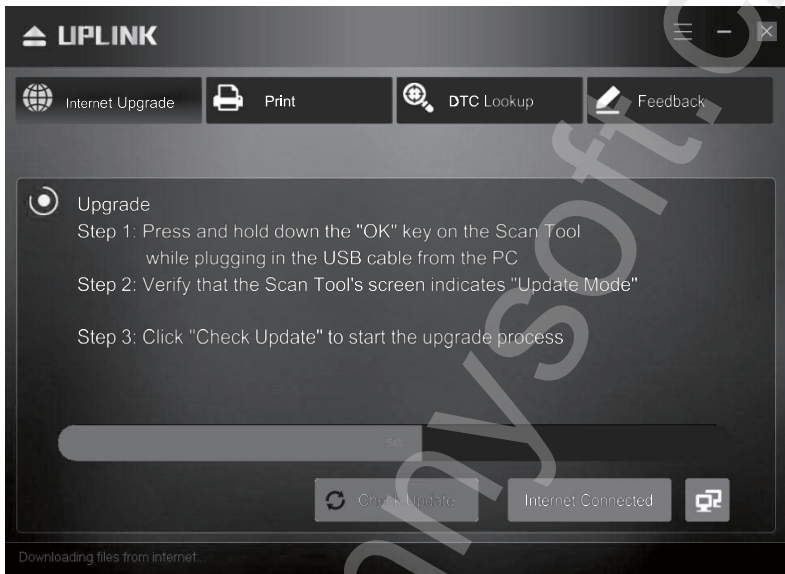 UPLINK
Internet Upgrade
Print
DTC Lookup
Feedback
Upgrade
Step 1: Press and hold down the "OK" key on the Scan Tool
while plugging in the USB cable from the PC
Step 2: Verify that the Scan Tool's screen indicates "Update Mode"
Step 3: Click "Check Update" to start the upgrade process
Check Update
Internet Connected
Downloading files from internet...